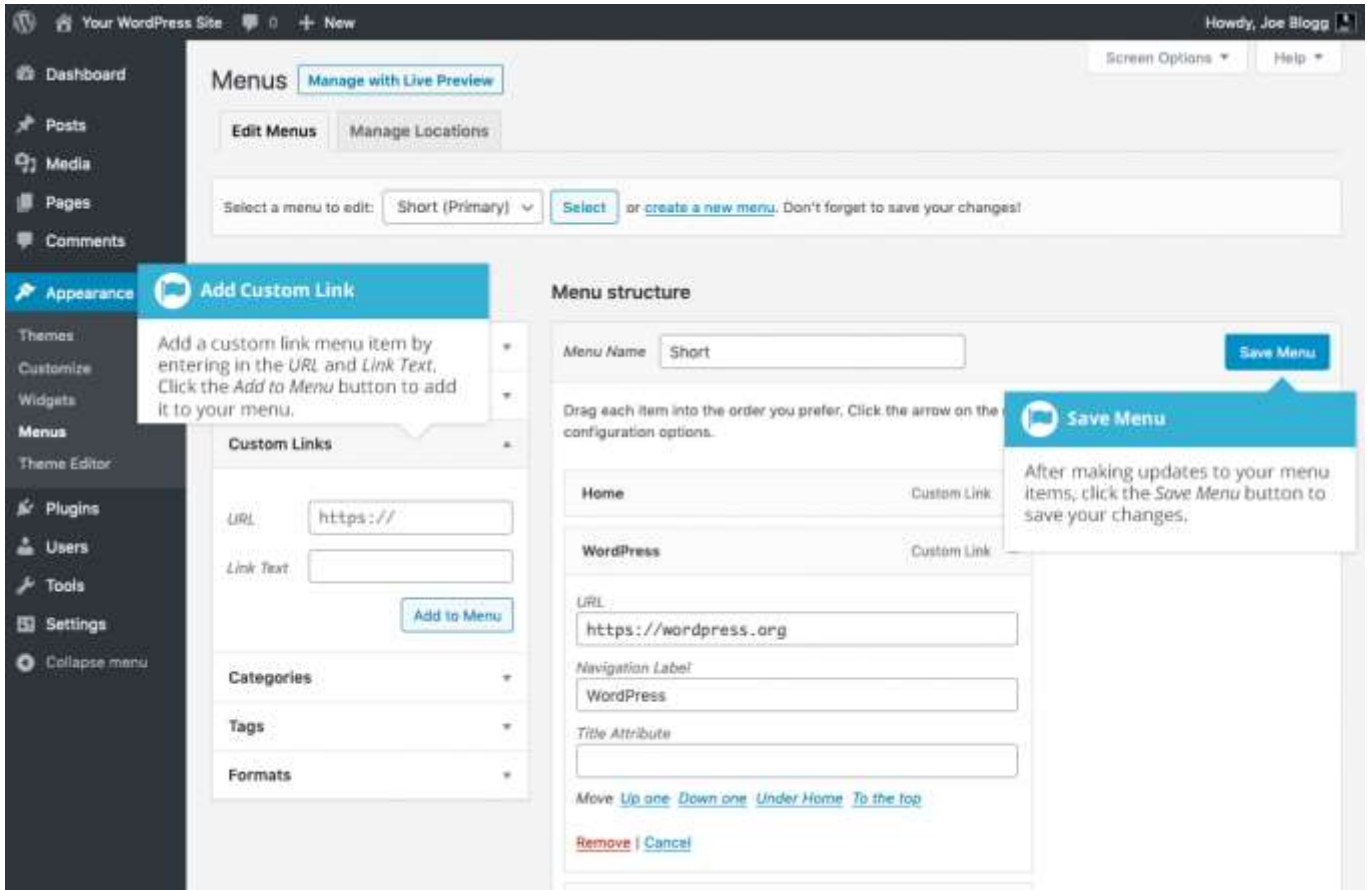 Your WordPress Site 0 + New Howdy, Joe Blogg
Dashboard
Posts
Media
Pages
Comments
Appearance
Themes
Customize
Widgets
Menus
Theme Editor
Plugins
Users
Tools
Settings
Collapse menu
Screen Options Help
Menus Manage with Live Preview
Edit Menus Manage Locations
Select a menu to edit: Short (Primary) Select or create a new menu. Don't forget to save your changes!
Add Custom Link
Add a custom link menu item by
entering in the URL and Link Text.
Click the Add to Menu button to add
it to your menu.
Custom Links
URL https://
Link Text
Add to Menu
Categories
Tags
Formats
Menu structure
Menu Name Short Save Menu
Drag each item into the order you prefer. Click the arrow on the
configuration options.
Save Menu
After making updates to your menu
items, click the Save Menu button to
save your changes.
Home Custom Link
WordPress Custom Link
URL
https://wordpress.org
Navigation Label
WordPress
Title Attribute
Move Up one Down one Under Home To the top
Remove | Cancel